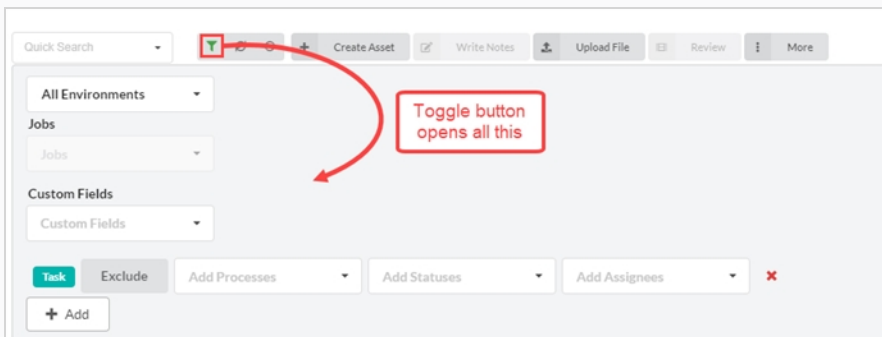 Quick Search Create Asset Write Notes Upload File Review More
All Environments
Toggle button
opens all this
Jobs
Jobs
Custom Fields
Custom Fields
Task Exclude Add Processes Add Statuses Add Assignees
Add